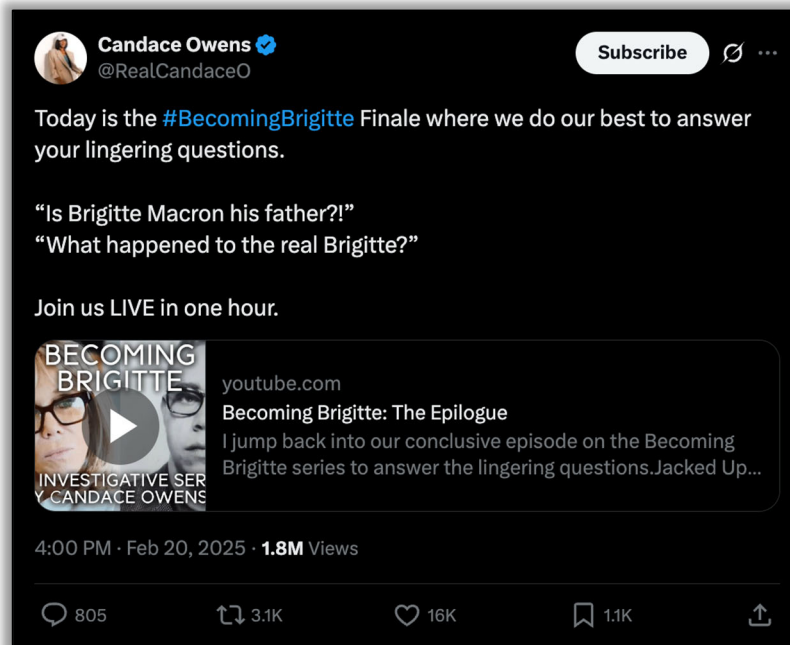 Candace Owens
@RealCandaceO
Subscribe
Today is the #BecomingBrigitte Finale where we do our best to answer
your lingering questions.
“Is Brigitte Macron his father?!”
“What happened to the real Brigitte?”
Join us LIVE in one hour.
BECOMING
BRIGITTE
INVESTIGATIVE SER
Y CANDACE OWENS
youtube.com
Becoming Brigitte: The Epilogue
I jump back into our conclusive episode on the Becoming
Brigitte series to answer the lingering questions.Jacked Up...
4:00 PM · Feb 20, 2025 · 1.8M Views
805
3.1K
16K
1.1K